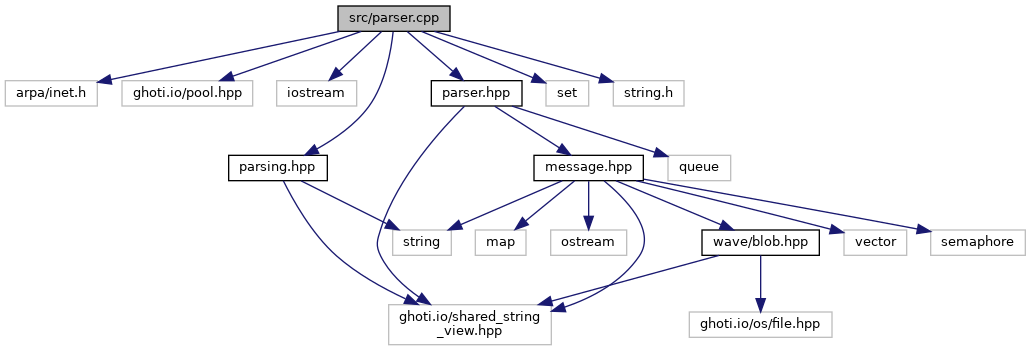 src/parser.cpp
arpa/inet.h
ghoti.io/pool.hpp
iostream
parser.hpp
set
string.h
parsing.hpp
message.hpp
queue
string
map
ostream
wave/blob.hpp
vector
semaphore
ghoti.io/shared_string
_view.hpp
ghoti.io/os/file.hpp